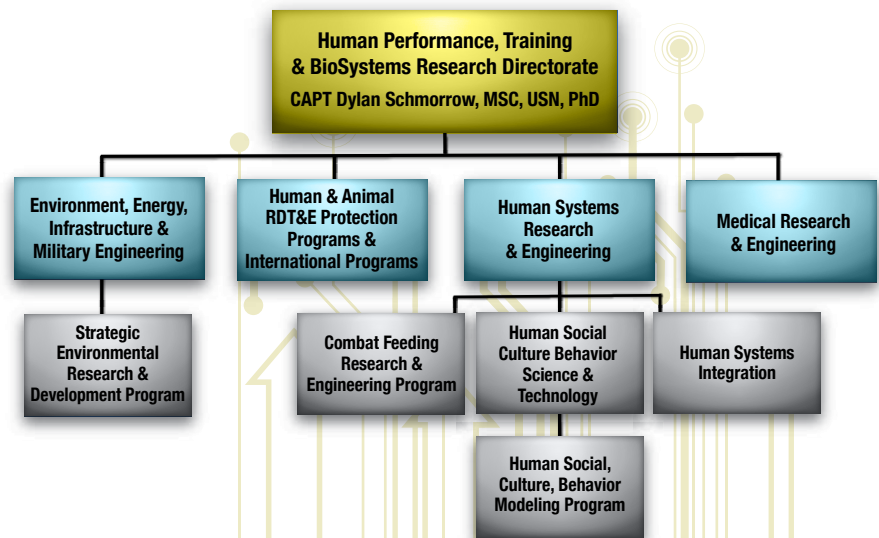 Human Performance, Training
& BioSystems Research Directorate
CAPT Dylan Schmorrow, MSC, USN, PhD
Environment, Energy,
Infrastructure &
Military Engineering
Human & Animal
RDT&E Protection
Programs &
International Programs
Human Systems
Research
& Engineering
Medical Research
& Engineering
Strategic
Environmental
Research &
Development Program
Combat Feeding
Research &
Engineering Program
Human Social
Culture Behavior
Science &
Technology
Human Systems
Integration
Human Social,
Culture, Behavior
Modeling Program